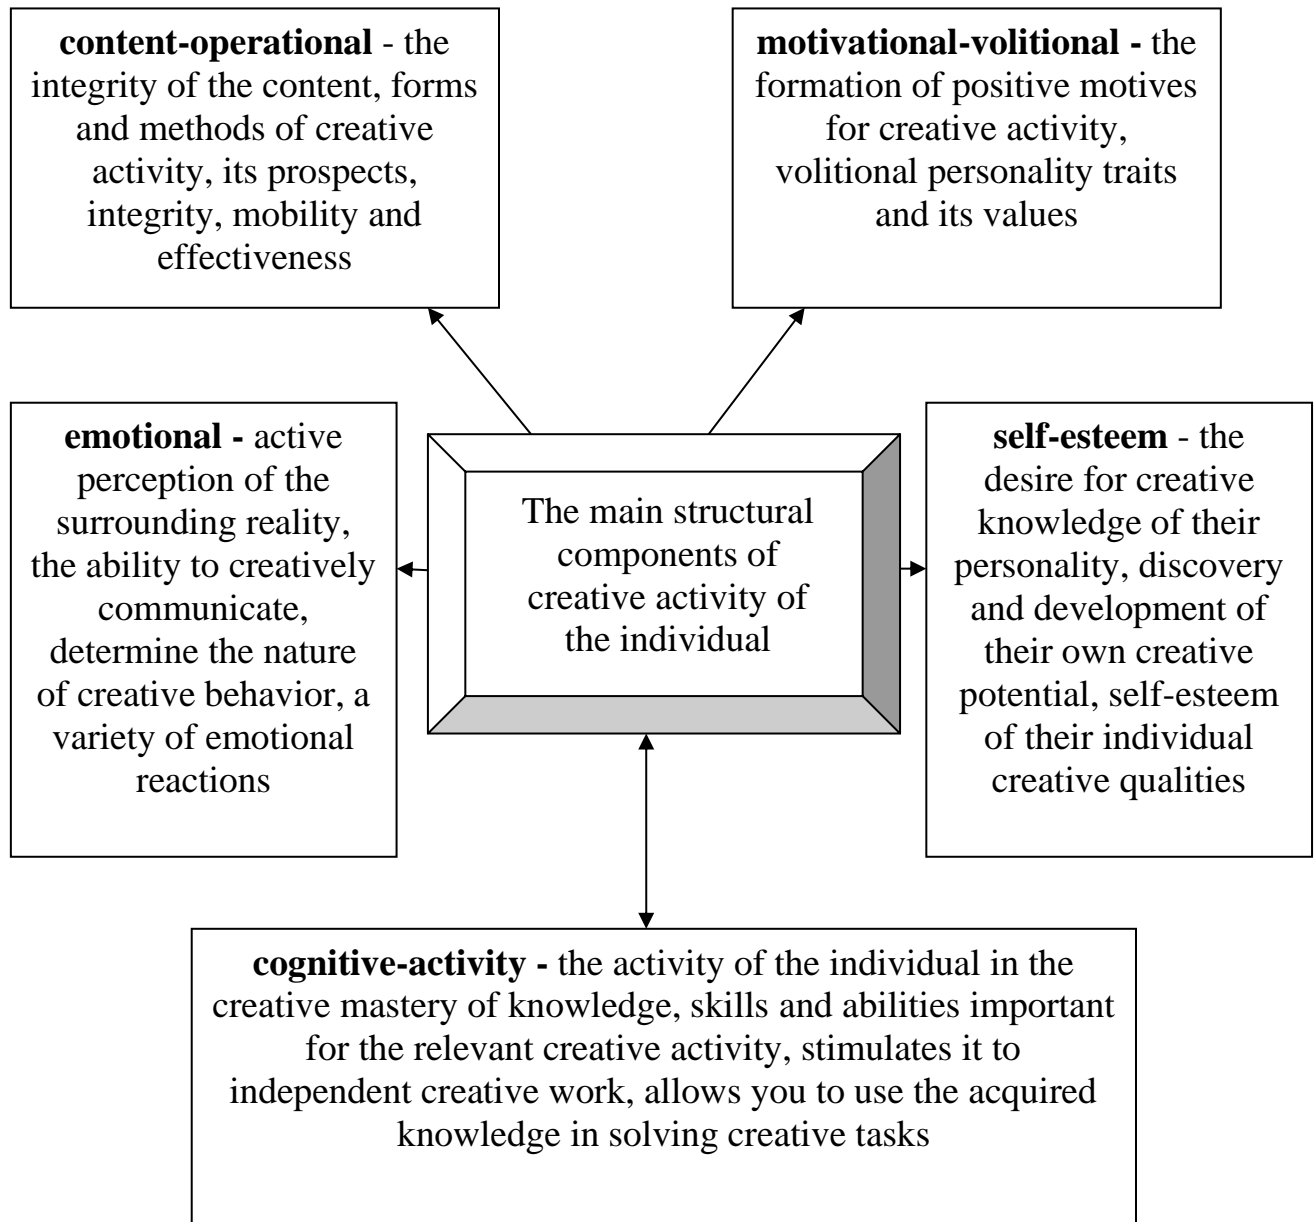 content-operational - the
integrity of the content, forms
and methods of creative
activity, its prospects,
integrity, mobility and
effectiveness
motivational-volitional - the
formation of positive motives
for creative activity,
volitional personality traits
and its values
emotional - active
perception of the
surrounding reality,
the ability to creatively
communicate,
determine the nature
of creative behavior, a
variety of emotional
reactions
The main structural
components of
creative activity of
the individual
self-esteem - the
desire for creative
knowledge of their
personality, discovery
and development of
their own creative
potential, self-esteem
of their individual
creative qualities
cognitive-activity - the activity of the individual in the
creative mastery of knowledge, skills and abilities important
for the relevant creative activity, stimulates it to
independent creative work, allows you to use the acquired
knowledge in solving creative tasks